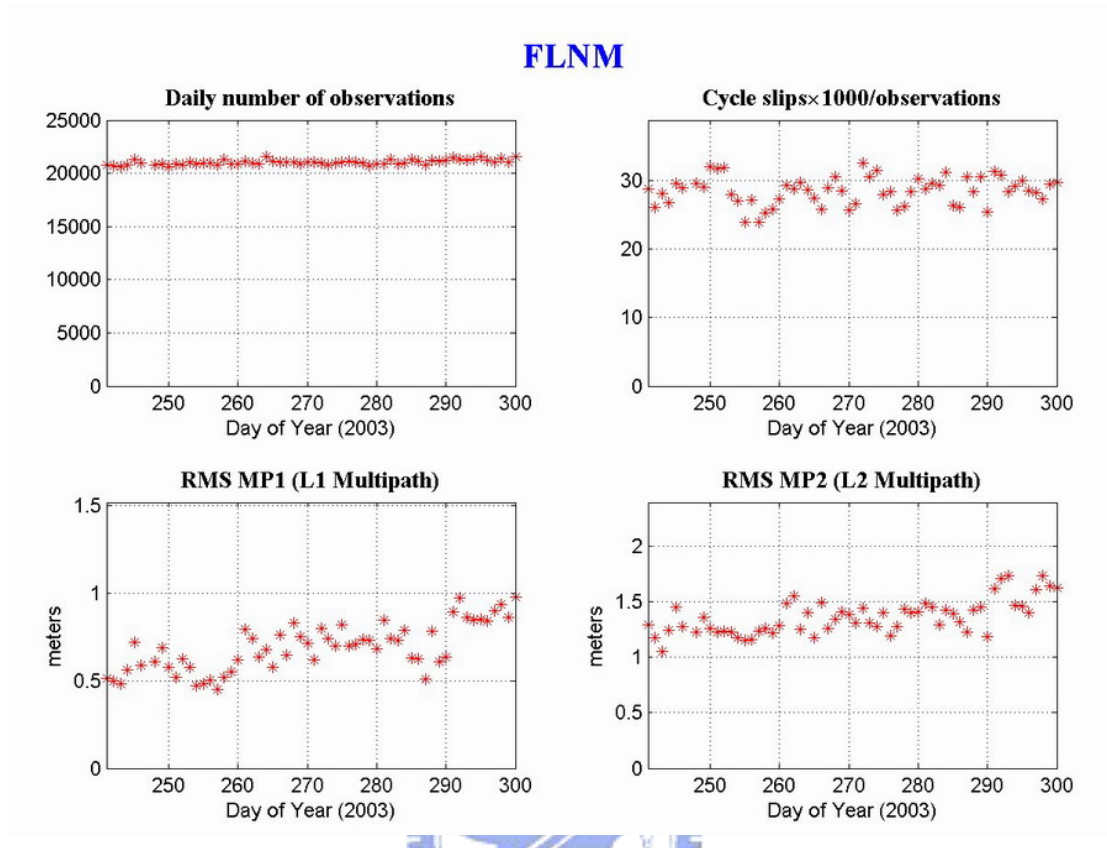 FLNM
Daily number of observations
25000
20000
15000
10000
5000
0
250 260 270 280 290 300
Day of Year (2003)
Cycle slips×1000/observations
30
20
10
0
250 260 270 280 290 300
Day of Year (2003)
RMS MP1 (L1 Multipath)
meters
1.5
1
0.5
0
250 260 270 280 290 300
Day of Year (2003)
RMS MP2 (L2 Multipath)
meters
2
1.5
1
0.5
0
250 260 270 280 290 300
Day of Year (2003)